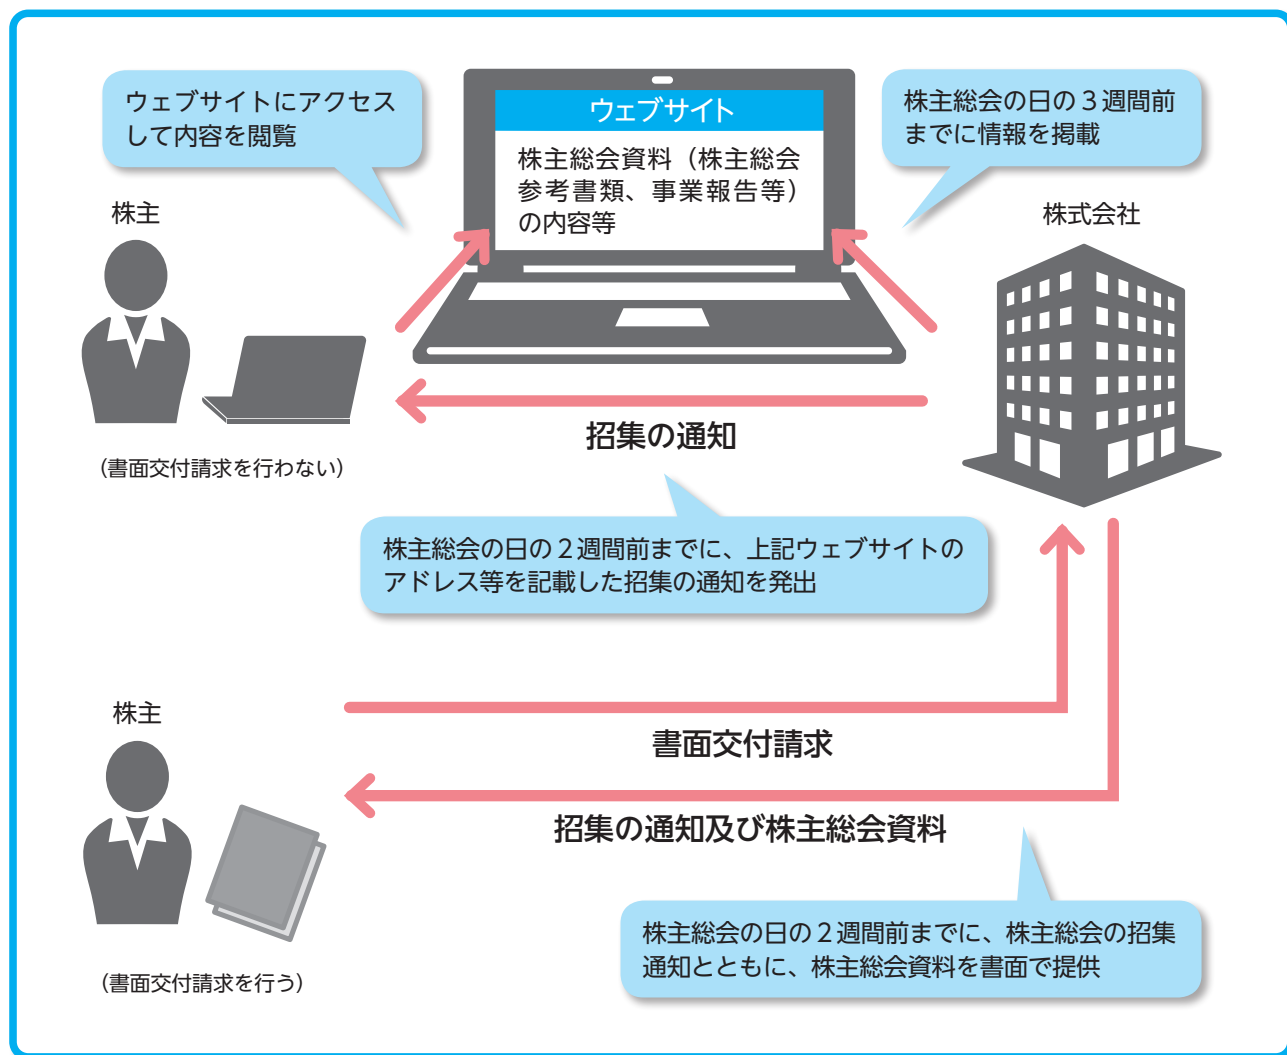 ウェブサイトにアクセス
して内容を閲覧
ウェブサイト
株主総会資料（株主総会
参考書類、事業報告等）
の内容等
株主総会の日の３週間前
までに情報を掲載
株主
株式会社
招集の通知
（書面交付請求を行わない）
株主総会の日の２週間前までに、上記ウェブサイトの
アドレス等を記載した招集の通知を発出
株主
書面交付請求
招集の通知及び株主総会資料
株主総会の日の２週間前までに、株主総会の招集
通知とともに、株主総会資料を書面で提供
（書面交付請求を行う）